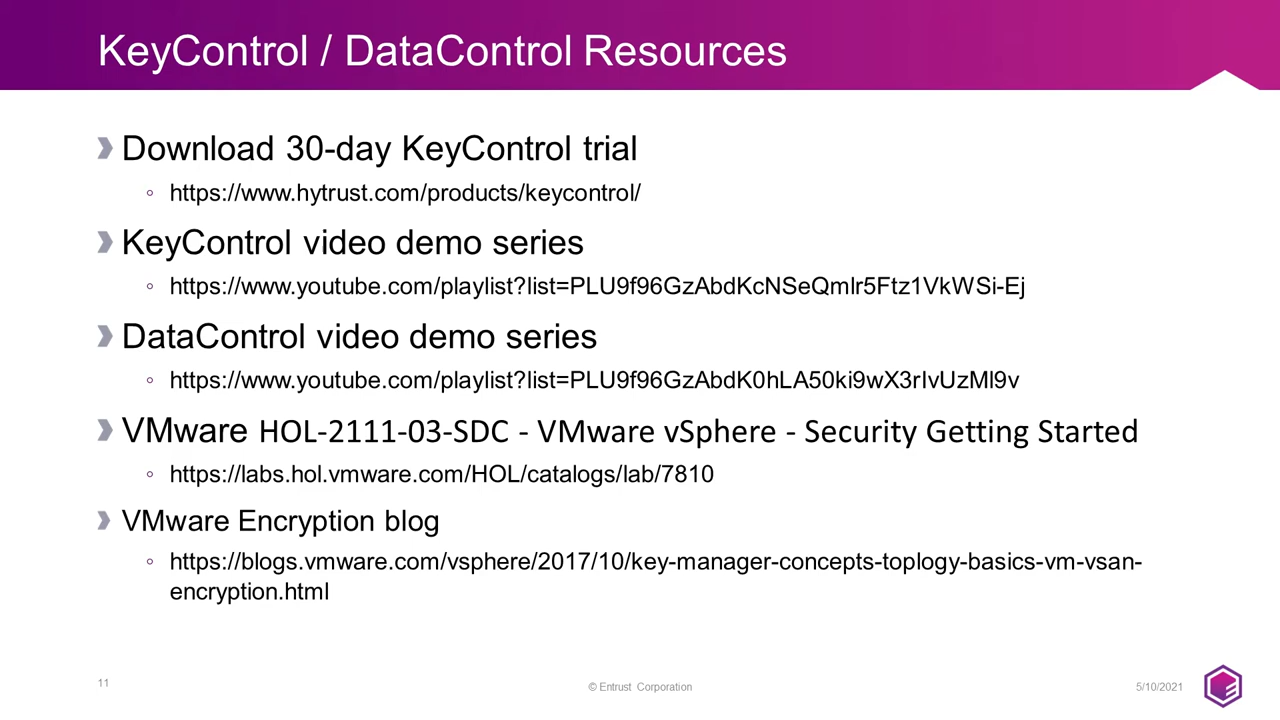 KeyControl / DataControl Resources
Download 30-day KeyControl trial
https://www.hytrust.com/products/keycontrol/
KeyControl video demo series
https://www.youtube.com/playlist?list=PLU9f96GzAbdKcNSeQmlr5Ftz1VkWSi-Ej
DataControl video demo series
https://www.youtube.com/playlist?list=PLU9f96GzAbdK0hLA50ki9wX3rIvUzMl9v
VMware HOL-2111-03-SDC - VMware vSphere - Security Getting Started
https://labs.hol.vmware.com/HOL/catalogs/lab/7810
VMware Encryption blog
https://blogs.vmware.com/vsphere/2017/10/key-manager-concepts-toplogy-basics-vm-vsan-
encryption.html
11
© Entrust Corporation
5/10/2021